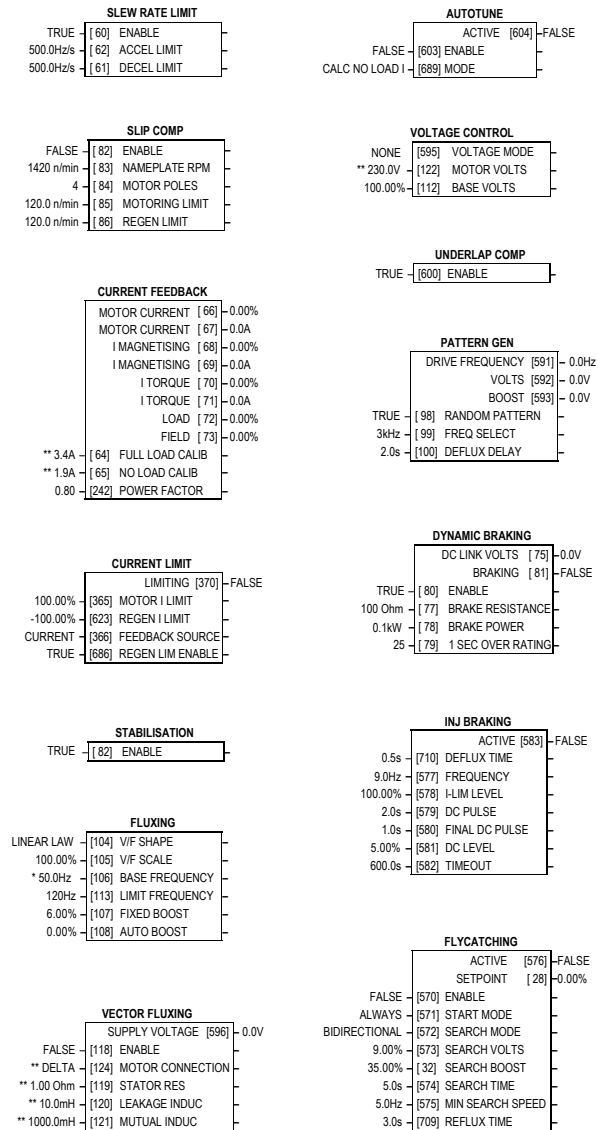 SLEW RATE LIMIT
TRUE [ 60] ENABLE
500.0Hz/s [ 62] ACCEL LIMIT
500.0Hz/s [ 61] DECEL LIMIT
SLIP COMP
FALSE [ 82] ENABLE
1420 n/min [ 83] NAMEPLATE RPM
4 [ 84] MOTOR POLES
120.0 n/min [ 85] MOTORING LIMIT
120.0 n/min [ 86] REGEN LIMIT
CURRENT FEEDBACK
MOTOR CURRENT [ 66] 0.00%
MOTOR CURRENT [ 67] 0.0A
I MAGNETISING [ 68] 0.00%
I MAGNETISING [ 69] 0.0A
I TORQUE [ 70] 0.00%
I TORQUE [ 71] 0.0A
LOAD [ 72] 0.00%
FIELD [ 73] 0.00%
** 3.4A [ 64] FULL LOAD CALIB
** 1.9A [ 65] NO LOAD CALIB
0.80 [242] POWER FACTOR
CURRENT LIMIT
LIMITING [370] FALSE
100.00% [365] MOTOR I LIMIT
-100.00% [623] REGEN I LIMIT
CURRENT [366] FEEDBACK SOURCE
TRUE [686] REGEN LIM ENABLE
STABILISATION
TRUE [ 82] ENABLE
FLUXING
LINEAR LAW [104] V/F SHAPE
100.00% [105] V/F SCALE
* 50.0Hz [106] BASE FREQUENCY
120Hz [113] LIMIT FREQUENCY
6.00% [107] FIXED BOOST
0.00% [108] AUTO BOOST
VECTOR FLUXING
SUPPLY VOLTAGE [596] 0.0V
FALSE [118] ENABLE
** DELTA [124] MOTOR CONNECTION
** 1.00 Ohm [119] STATOR RES
** 10.0mH [120] LEAKAGE INDUC
** 1000.0mH [121] MUTUAL INDUC
AUTOTUNE
ACTIVE [604] FALSE
FALSE [603] ENABLE
CALC NO LOAD I [689] MODE
VOLTAGE CONTROL
NONE [595] VOLTAGE MODE
** 230.0V [122] MOTOR VOLTS
100.00% [112] BASE VOLTS
UNDERLAP COMP
TRUE [600] ENABLE
PATTERN GEN
DRIVE FREQUENCY [591] 0.0Hz
VOLTS [592] 0.0V
BOOST [593] 0.0V
TRUE [ 98] RANDOM PATTERN
3kHz [ 99] FREQ SELECT
2.0s [100] DEFLUX DELAY
DYNAMIC BRAKING
DC LINK VOLTS [ 75] 0.0V
BRAKING [ 81] FALSE
TRUE [ 80] ENABLE
100 Ohm [ 77] BRAKE RESISTANCE
0.1kW [ 78] BRAKE POWER
25 [ 79] 1 SEC OVER RATING
INJ BRAKING
ACTIVE [583] FALSE
0.5s [710] DEFLUX TIME
9.0Hz [577] FREQUENCY
100.00% [578] I-LIM LEVEL
2.0s [579] DC PULSE
1.0s [580] FINAL DC PULSE
5.00% [581] DC LEVEL
600.0s [582] TIMEOUT
FLYCATCHING
ACTIVE [576] FALSE
SETPOINT [ 28] 0.00%
FALSE [570] ENABLE
ALWAYS [571] START MODE
BIDIRECTIONAL [572] SEARCH MODE
9.00% [573] SEARCH VOLTS
35.00% [ 32] SEARCH BOOST
5.0s [574] SEARCH TIME
5.0Hz [575] MIN SEARCH SPEED
3.0s [709] REFLUX TIME